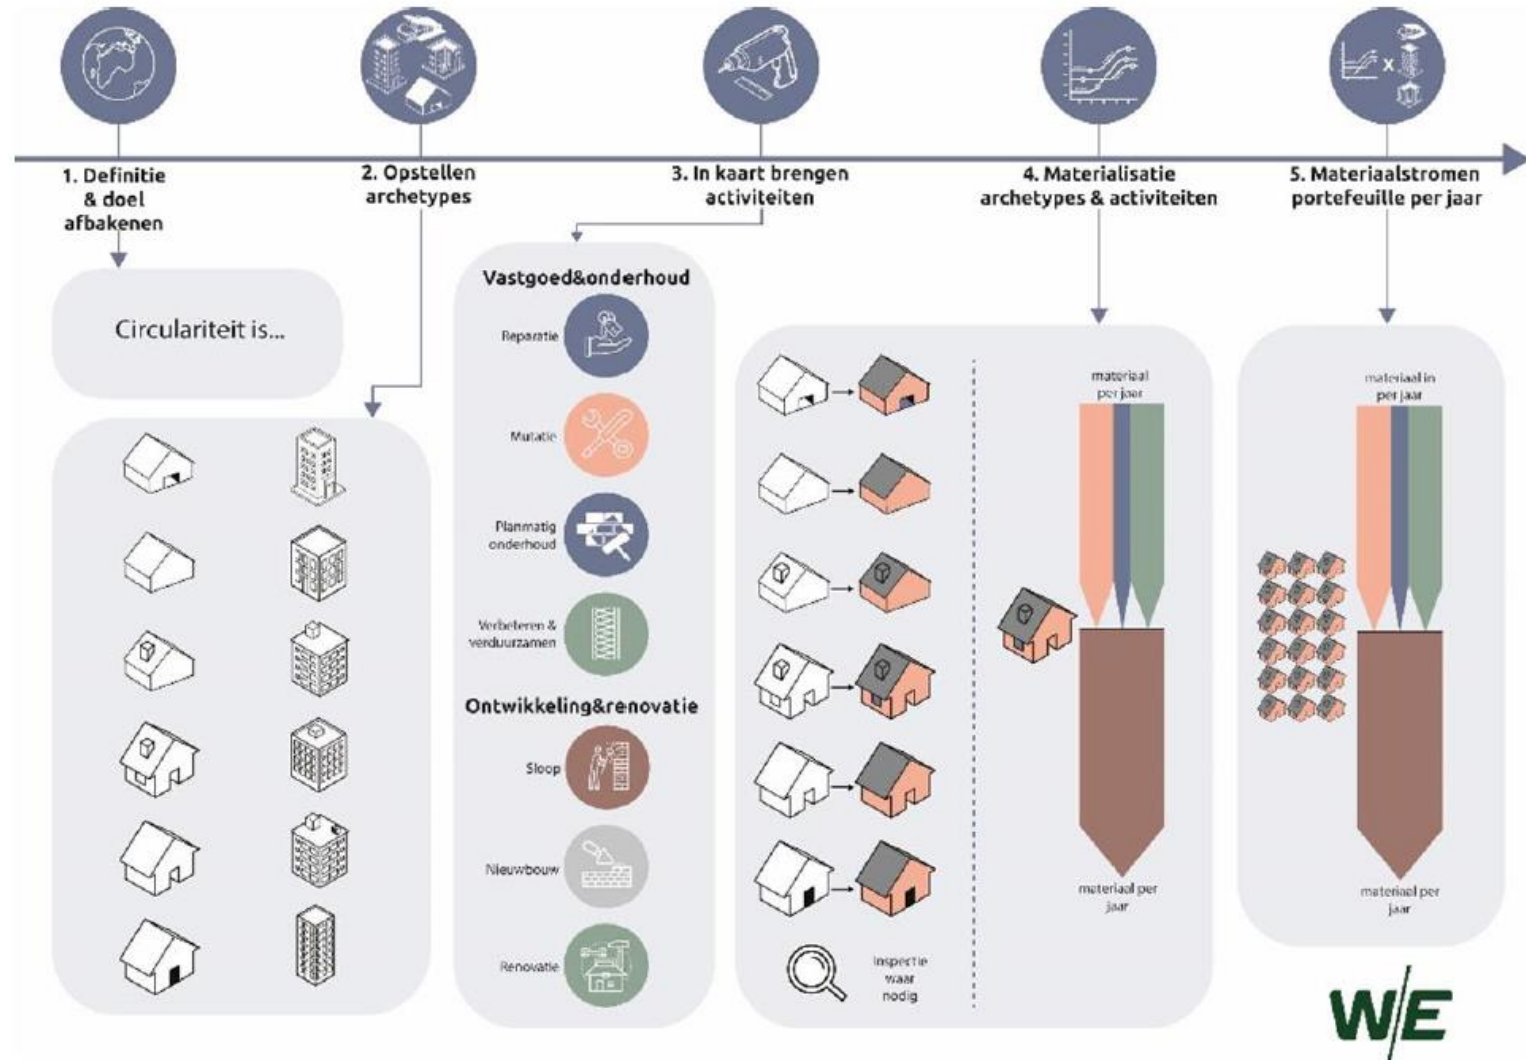 1. Definitie
& doel
afbakenen
2. Opstellen
archetypes
3. In kaart brengen
activiteiten
4. Materialisatie
archetypes & activiteiten
5. Materiaalstromen
portefeuille per jaar
Circulariteit is...
Vastgoed&onderhoud
Reparatie
Mutatie
Planmatig
onderhoud
Verbeteren &
verduurzamen
Ontwikkeling&renovatie
Sloop
Nieuwbouw
Renovatie
Inspectie
waar
nodig
materiaal
per jaar
materiaal per
jaar
materiaal in
per jaar
materiaal per
jaar
x
W/E